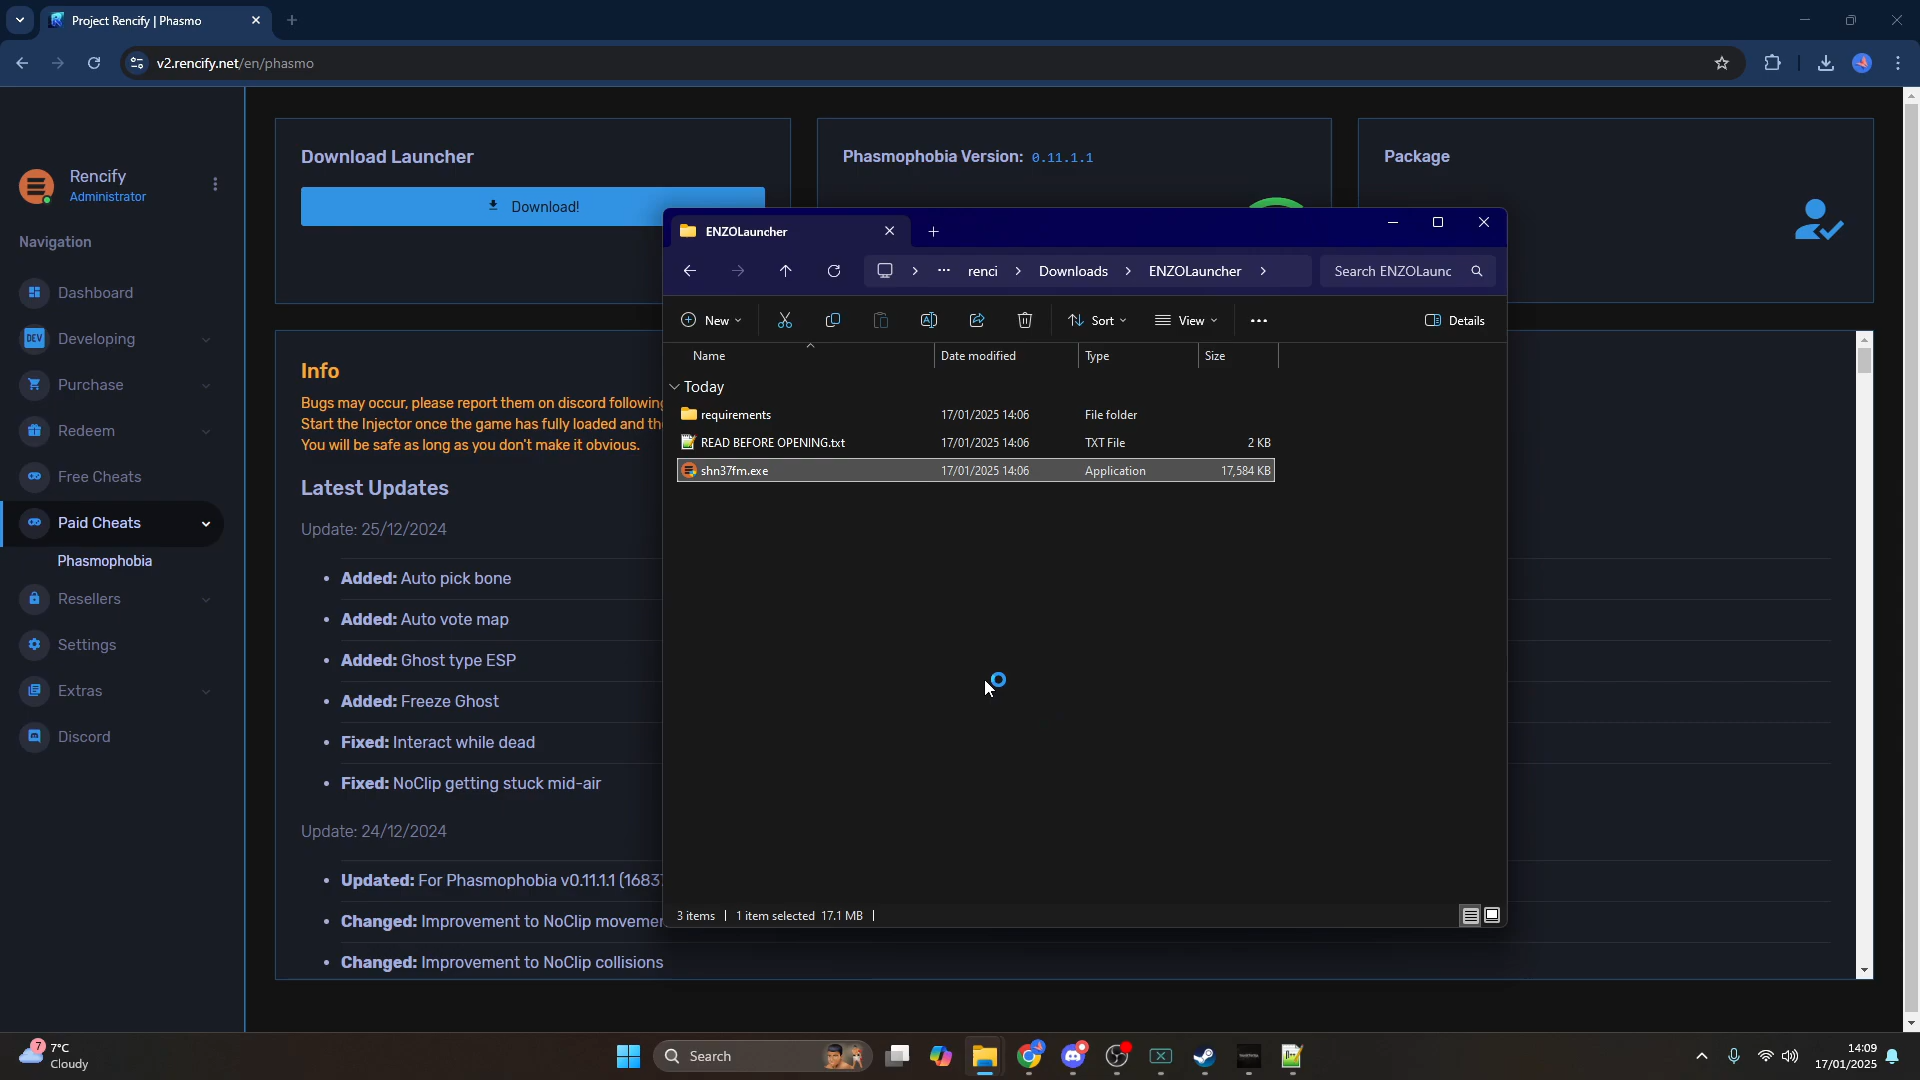 Project Rencify | Phasmo
v2.rencify.net/en/phasmo
Rencify
Administrator
Navigation
Dashboard
DEV
Developing
Purchase
Redeem
Free Cheats
Paid Cheats
Phasmophobia
Resellers
Settings
Extras
Discord
Download Launcher
Download!
Phasmophobia Version: 0.11.1.1
Package
Info
Bugs may occur, please report them on discord following
Start the Injector once the game has fully loaded and the
You will be safe as long as you don't make it obvious.
Latest Updates
Update: 25/12/2024
Added: Auto pick bone
Added: Auto vote map
Added: Ghost type ESP
Added: Freeze Ghost
Fixed: Interact while dead
Fixed: NoClip getting stuck mid-air
Update: 24/12/2024
Updated: For Phasmophobia v0.11.1.1 (1683
Changed: Improvement to NoClip movemen
Changed: Improvement to NoClip collisions
ENZOLauncher
renci
Downloads
ENZOLauncher
Search ENZOLaunc
New
Sort
View
Details
Name
Date modified
Type
Size
Today
requirements 17/01/2025 14:06 File folder
READ BEFORE OPENING.txt 17/01/2025 14:06 TXT File 2 KB
shn37fm.exe 17/01/2025 14:06 Application 17,584 KB
3 items 1 item selected 17.1 MB
7
7°C
Cloudy
Search
14:09
17/01/2025